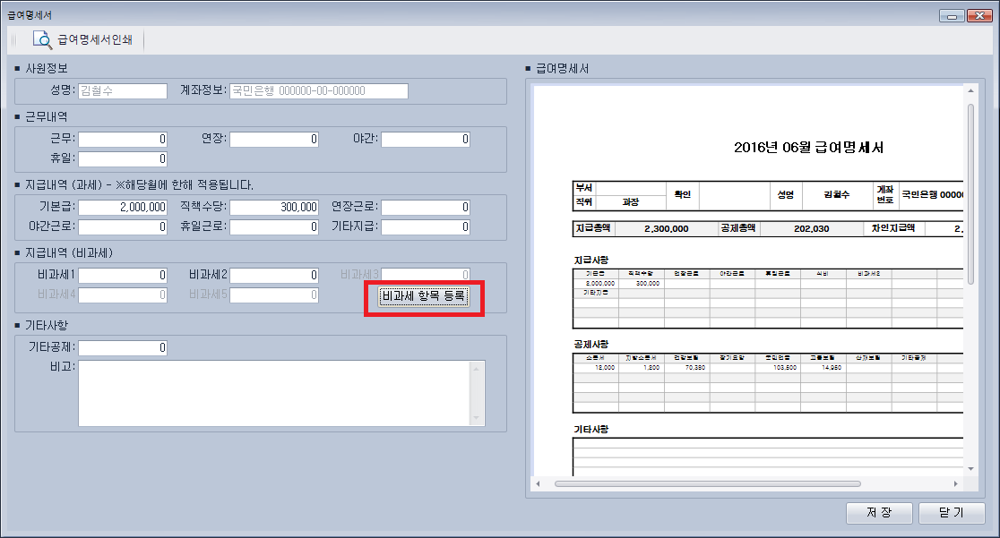 급여명세서
급여명세서인쇄
■ 사원정보
성명: 김철수 계좌정보: 국민은행 000000-00-000000
■ 근무내역
근무: 0 연장: 0 야간: 0
휴일: 0
■ 지급내역 (과세) - ※해당월에 한해 적용됩니다.
기본급: 2,000,000 직책수당: 300,000 연장근로: 0
야간근로: 0 휴일근로: 0 기타지급: 0
■ 지급내역 (비과세)
비과세1 0 비과세2 0 비과세3 0
비과세4 0 비과세5 0 비과세 항목 등록
■ 기타사항
기타공제: 0
비고:
■ 급여명세서
2016년 06월 급여명세서
부서 확인 성명 김철수 계좌번호 국민은행 00000
직위 과장
지급총액 2,300,000 공제총액 202,030 차인지급액 2,
지급사항
기본급 직책수당 연장근로 야간근로 휴일근로 식비 비과세2
2,000,000 300,000
기타지급
공제사항
소득세 지방소득세 건강보험 장기요양 국민연금 고용보험 산재보험 기타공제
12,000 1,200 70,380 103,500 14,950
기타사항
저 장 닫 기